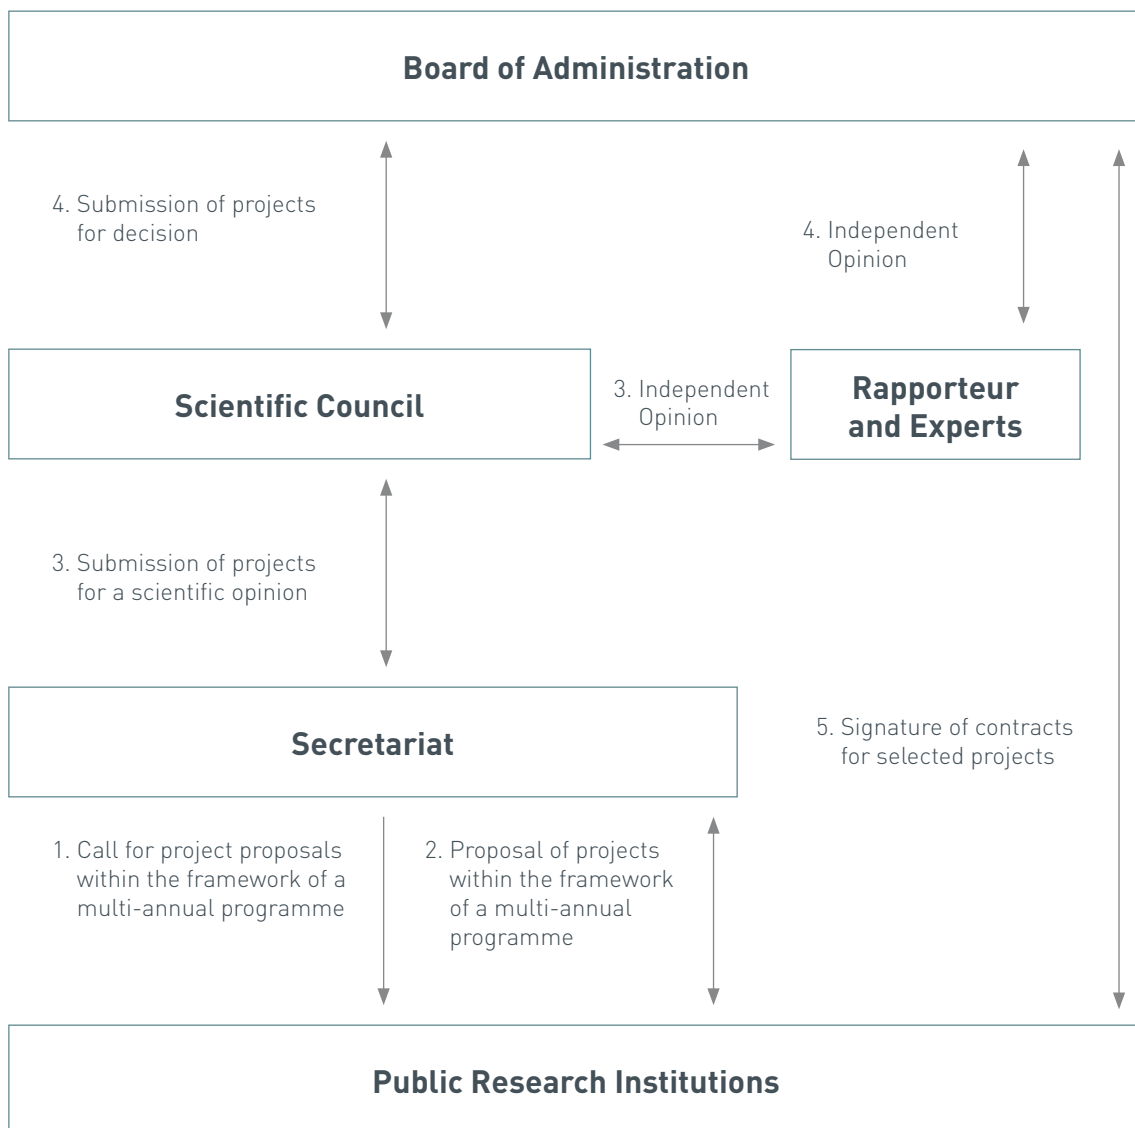 Board of Administration
4. Submission of projects
for decision
4. Independent
Opinion
Scientific Council
3. Independent
Opinion
Rapporteur
and Experts
3. Submission of projects
for a scientific opinion
Secretariat
5. Signature of contracts
for selected projects
1. Call for project proposals
within the framework of a
multi-annual programme
2. Proposal of projects
within the framework
of a multi-annual
programme
Public Research Institutions